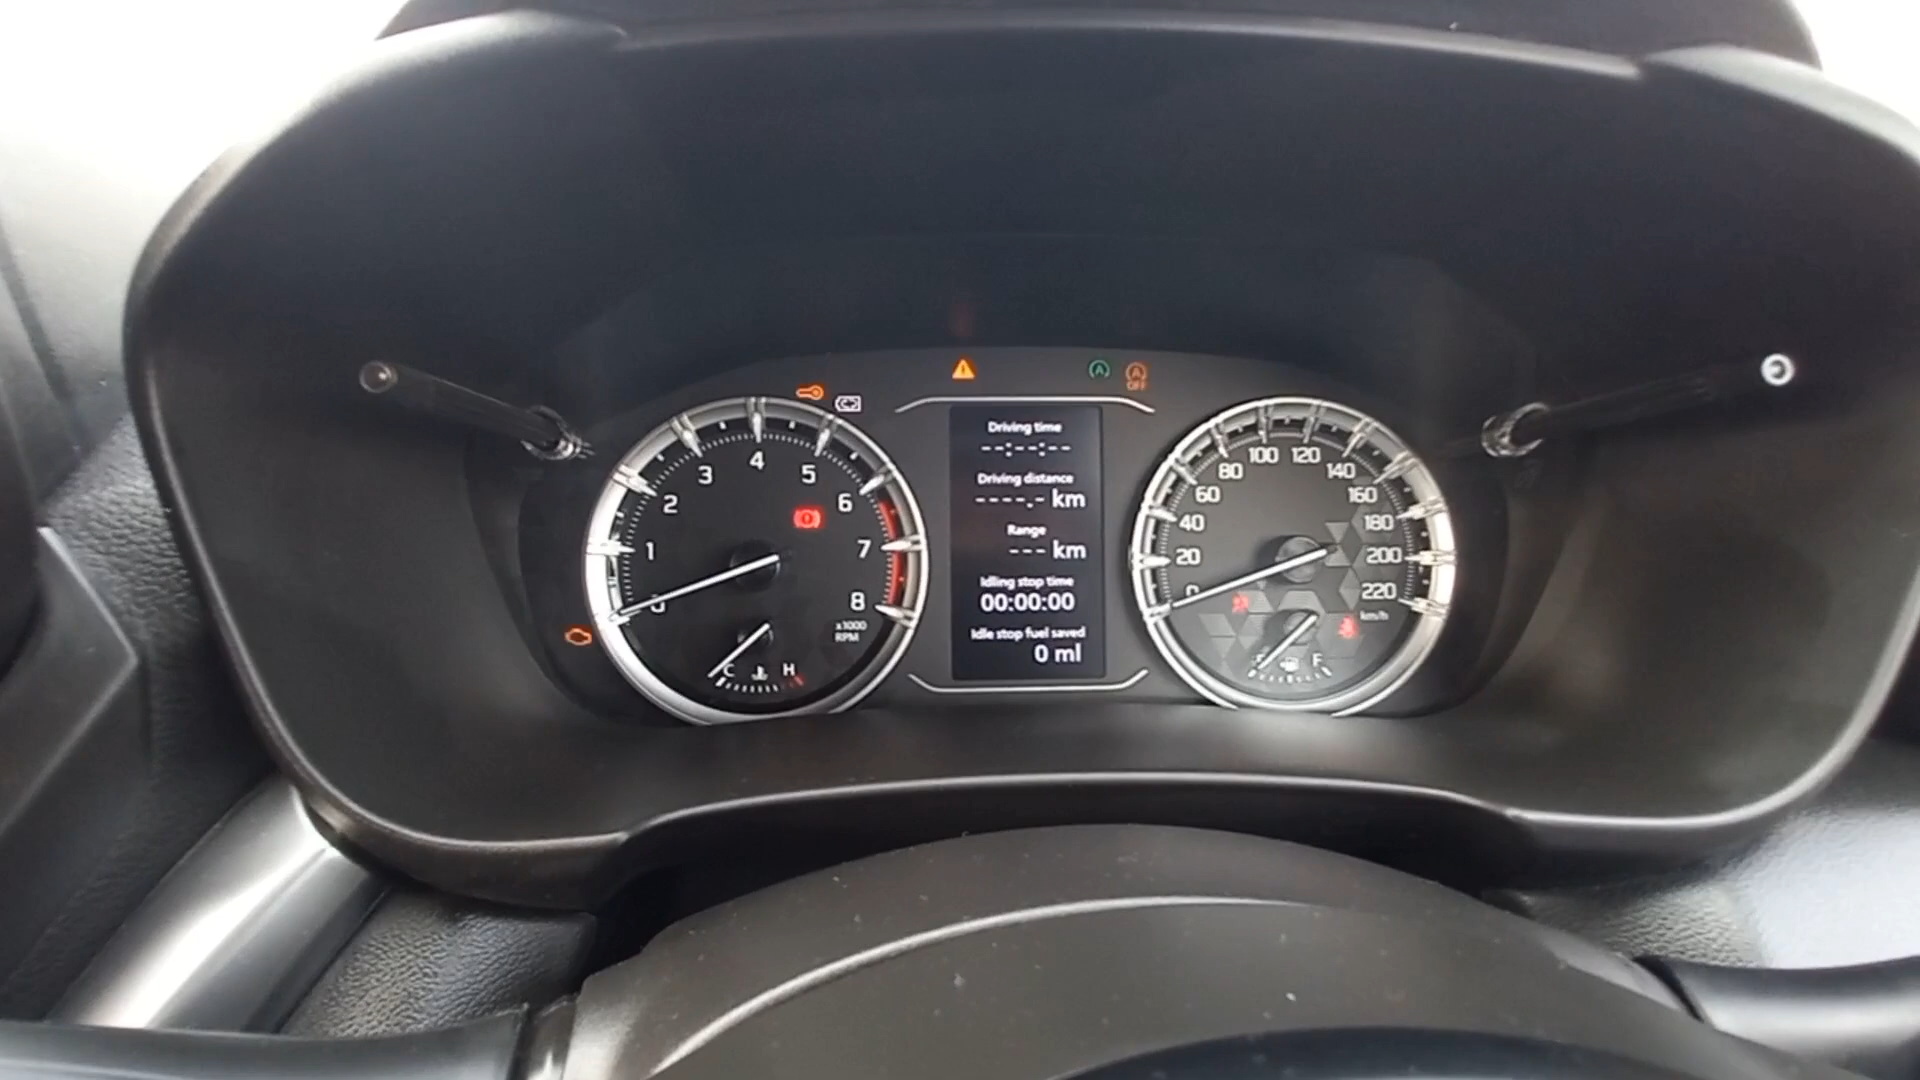 A
A
OFF
Driving time
--:--:--
Driving distance
----.- km
Range
--- km
Idling stop time
00:00:00
Idle stop fuel saved
0 ml
0
1
2
3
4
5
6
7
8
x1000
RPM
C
H
0
20
40
60
80
100
120
140
160
180
200
220
km/h
E
F